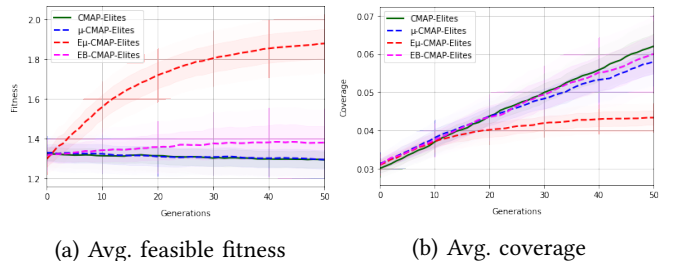 2.0
1.8
1.6
1.4
1.2
Fitness
CMAP-Elites
μ-CMAP-Elites
Eμ-CMAP-Elites
EB-CMAP-Elites
0 10 20 30 40 50
Generations
(a) Avg. feasible fitness
0.07
0.06
0.05
0.04
0.03
Coverage
CMAP-Elites
μ-CMAP-Elites
Eμ-CMAP-Elites
EB-CMAP-Elites
0 10 20 30 40 50
Generations
(b) Avg. coverage